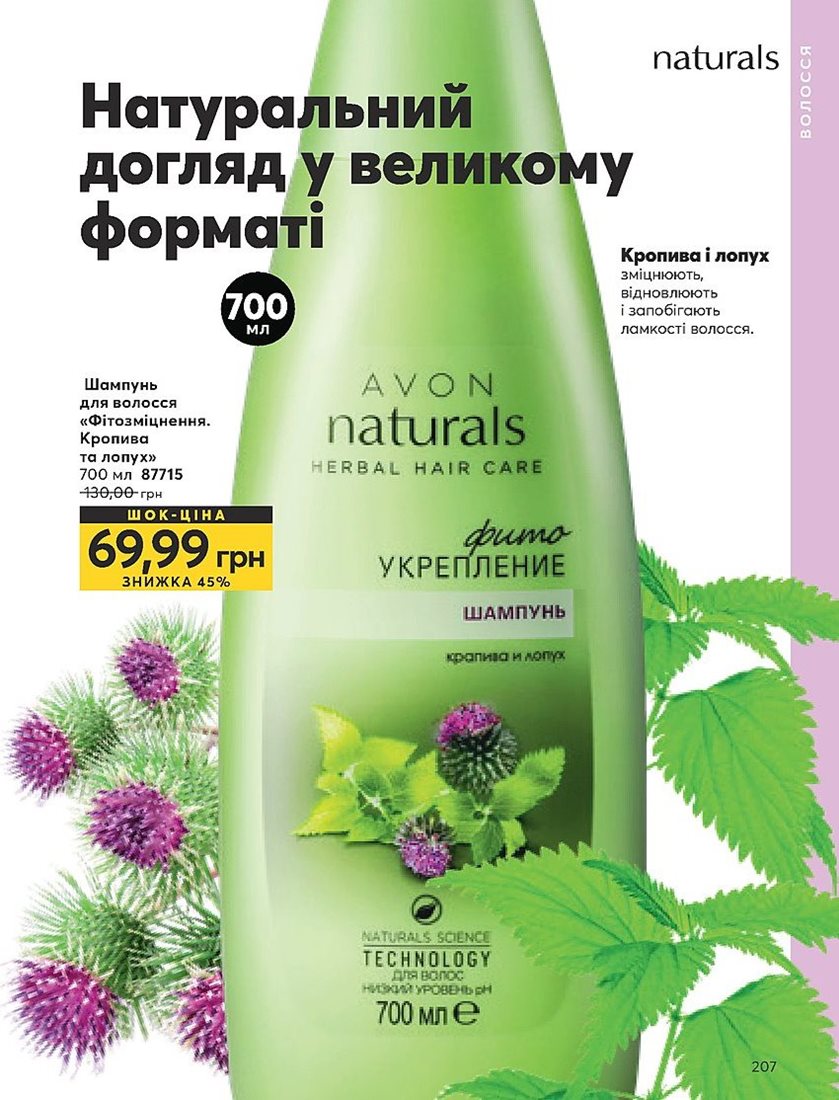 naturals
ВОЛОССЯ
Натуральний
догляд у великому
форматі
Кропива і лопух
зміцнюють,
відновлюють
і запобігають
ламкості волосся.
700
МЛ
Шампунь
для волосся
«Фітозміцнення.
Кропива
та лопух»
700 мл 87715
130,00 грн
ШОК-ЦІНА
69,99 грн
ЗНИЖКА 45%
AVON
naturals
HERBAL HAIR CARE
фито
УКРЕПЛЕНИЕ
ШАМПУНЬ
крапива и лопух
NATURALS SCIENCE
TECHNOLOGY
ДЛЯ ВОЛОС
НИЗКИЙ УРОВЕНЬ pH
700 мл ℮
207